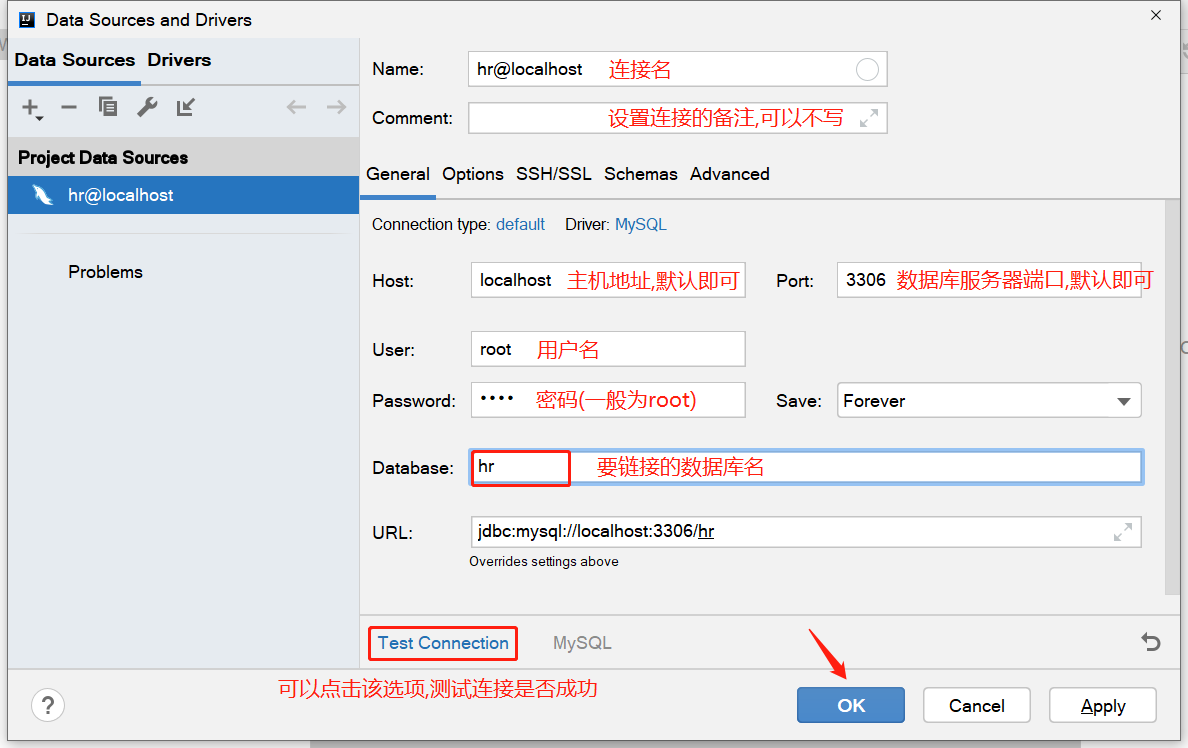 Data Sources and Drivers
Data Sources Drivers
Project Data Sources
hr@localhost
Problems
Name: hr@localhost 连接名
Comment: 设置连接的备注,可以不写
General Options SSH/SSL Schemas Advanced
Connection type: default Driver: MySQL
Host: localhost 主机地址,默认即可 Port: 3306 数据库服务器端口,默认即可
User: root 用户名
Password: •••• 密码(一般为root) Save: Forever
Database: hr 要链接的数据库名
URL: jdbc:mysql://localhost:3306/hr
Overrides settings above
Test Connection MySQL
可以点击该选项,测试连接是否成功
? OK Cancel Apply